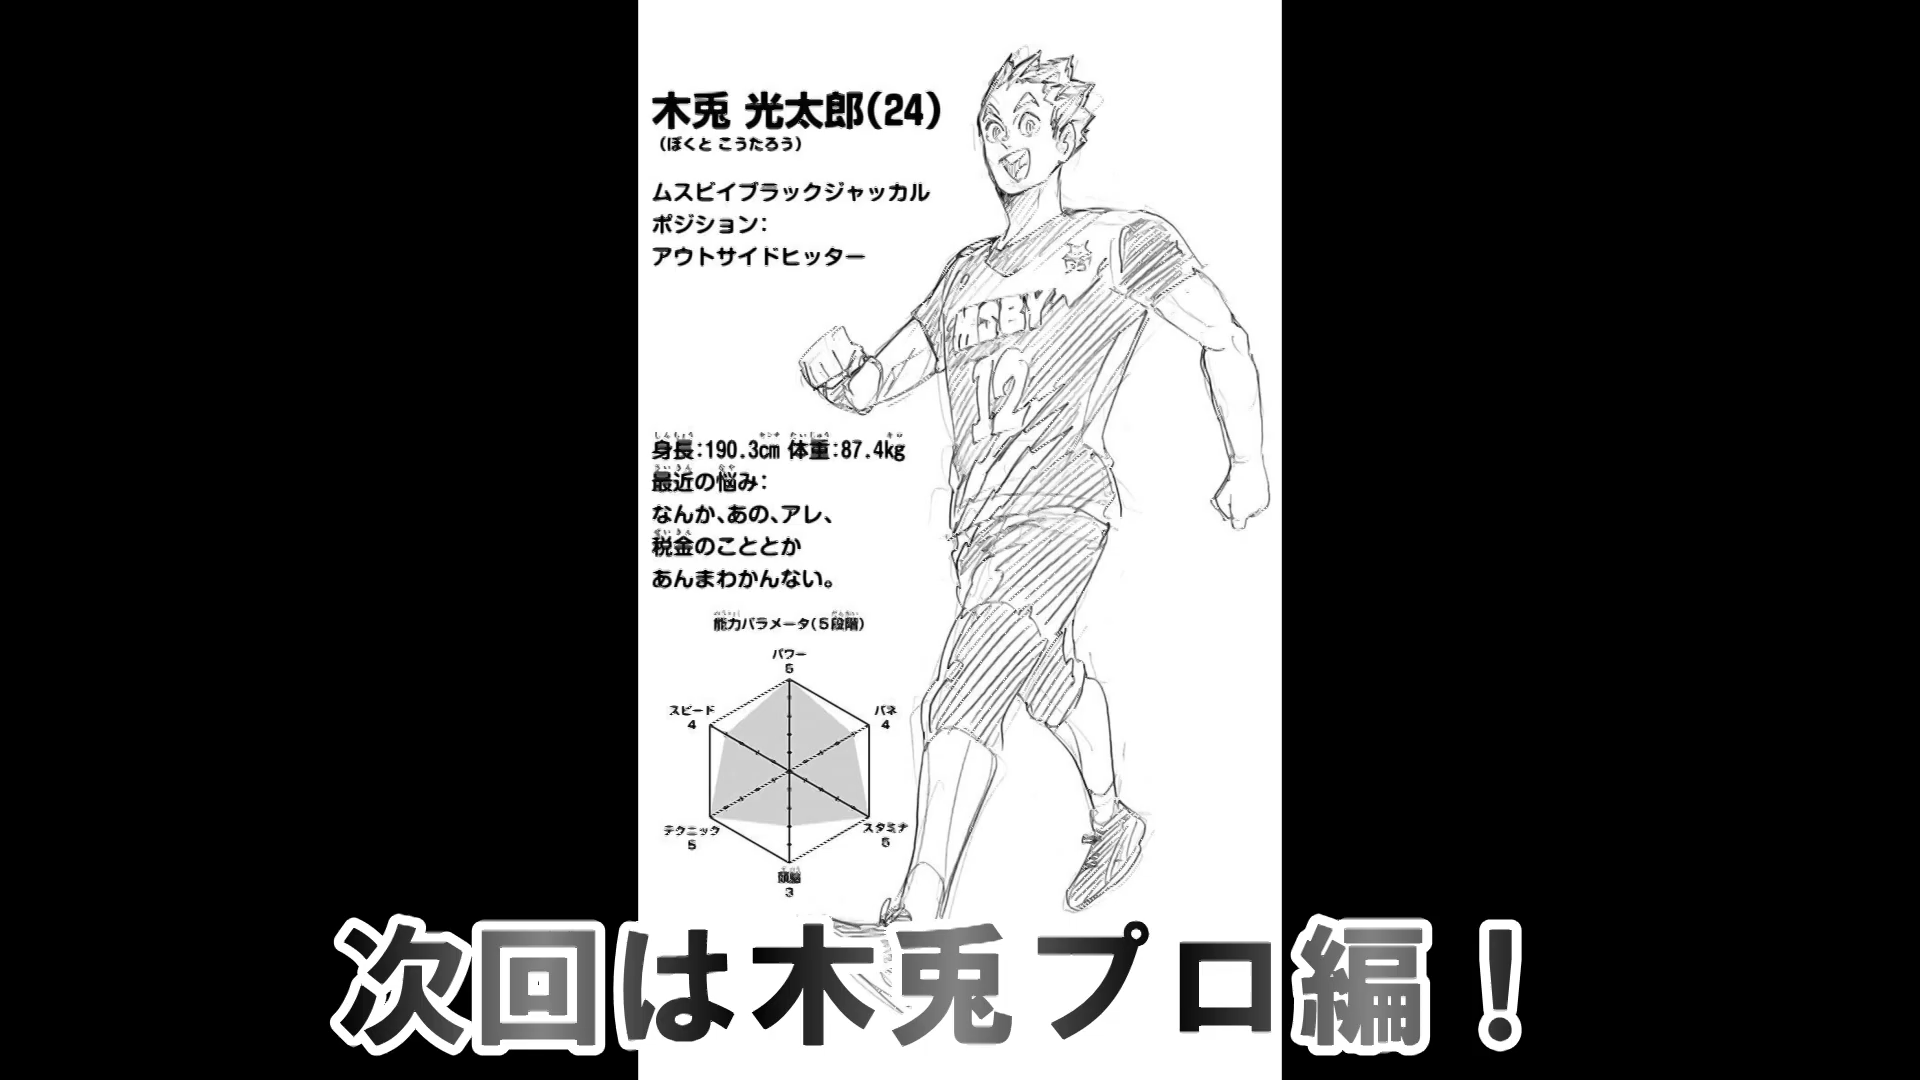 木兎 光太郎(24)
(ぼくと こうたろう)
ムスビイブラックジャッカル
ポジション:
アウトサイドヒッター
MSBY
12
身長:190.3cm 体重:87.4kg
最近の悩み:
なんか、あの、アレ、
税金のこととか
あんまわかんない。
能力パラメータ(5段階)
パワー
5
スピード
4
バネ
4
テクニック
5
スタミナ
5
頭脳
3
次回は木兎プロ編!